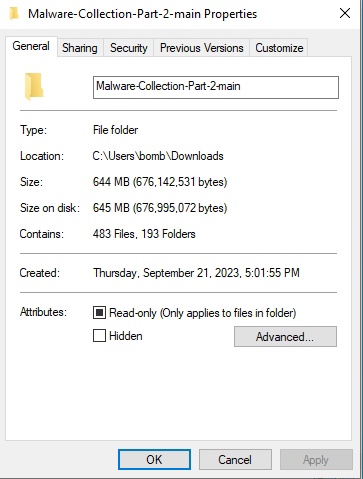 Malware-Collection-Part-2-main Properties
General Sharing Security Previous Versions Customize
Malware-Collection-Part-2-main
Type: File folder
Location: C:\Users\bomb\Downloads
Size: 644 MB (676,142,531 bytes)
Size on disk: 645 MB (676,995,072 bytes)
Contains: 483 Files, 193 Folders
Created: Thursday, September 21, 2023, 5:01:55 PM
Attributes: Read-only (Only applies to files in folder)
Hidden Advanced...
OK Cancel Apply